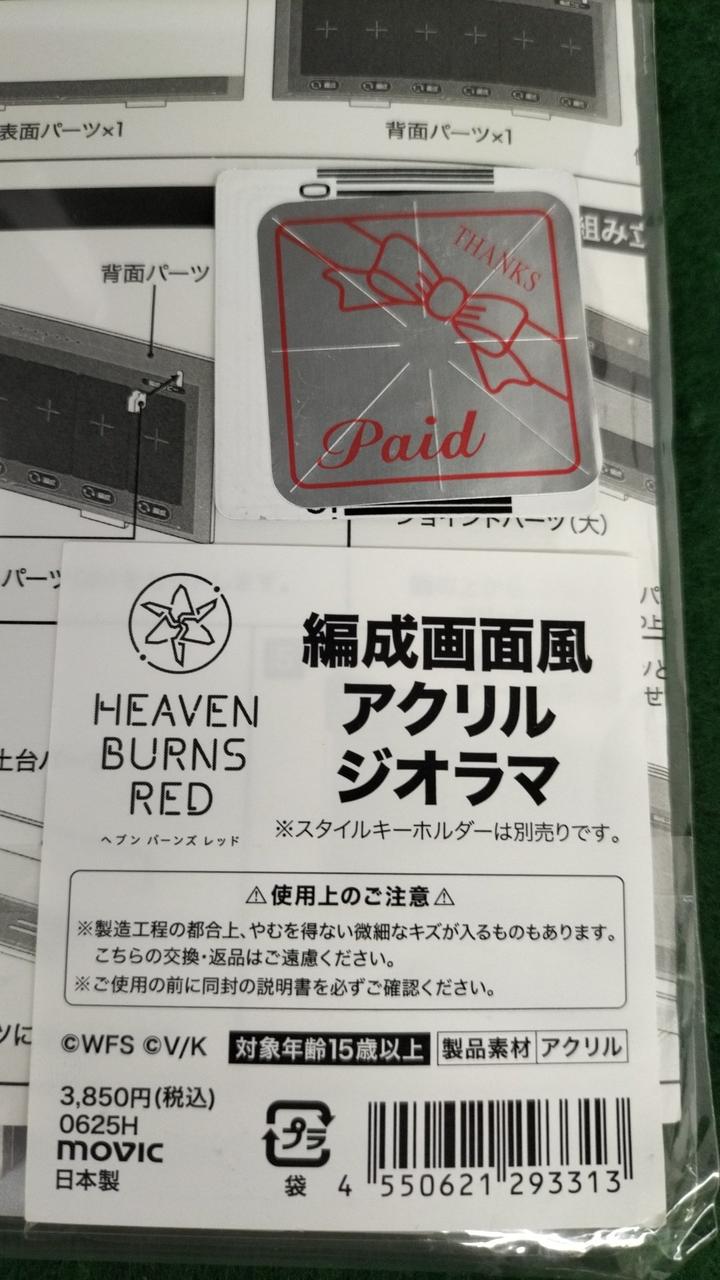 表面パーツ×1
背面パーツ×1
組み立
背面パーツ
THANKS
Paid
ジョイントパーツ(大)
パーツ
HEAVEN
BURNS
RED
ヘブン バーンズ レッド
編成画面風
アクリル
ジオラマ
※スタイルキーホルダーは別売りです。
土台パ
⚠使用上のご注意⚠
※製造工程の都合上、やむを得ない微細なキズが入るものもあります。
こちらの交換・返品はご遠慮ください。
※ご使用の前に同封の説明書を必ずご確認ください。
©WFS ©V/K
対象年齢15歳以上
製品素材 アクリル
3,850円(税込)
0625H
movic
日本製
プラ
袋
4 550621 293313